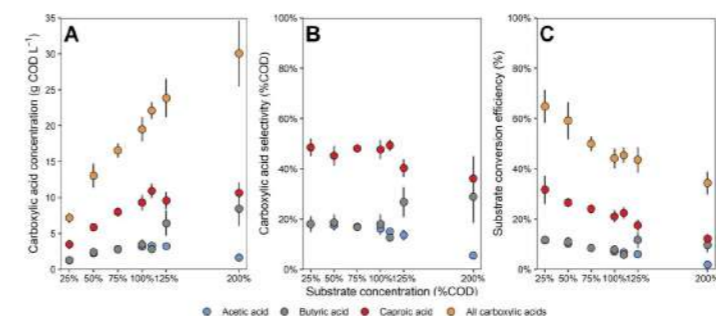 A
B
C
Carboxylic acid concentration (g COD L⁻¹)
35
30
25
20
15
10
5
0
25% 50% 75% 100% 125% 200%
Carboxylic acid selectivity (%COD)
100%
80%
60%
40%
20%
0%
25% 50% 75% 100% 125% 200%
Substrate conversion efficiency (%)
100%
80%
60%
40%
20%
0%
25% 50% 75% 100% 125% 200%
Substrate concentration (%COD)
Acetic acid Butyric acid Caproic acid All carboxylic acids